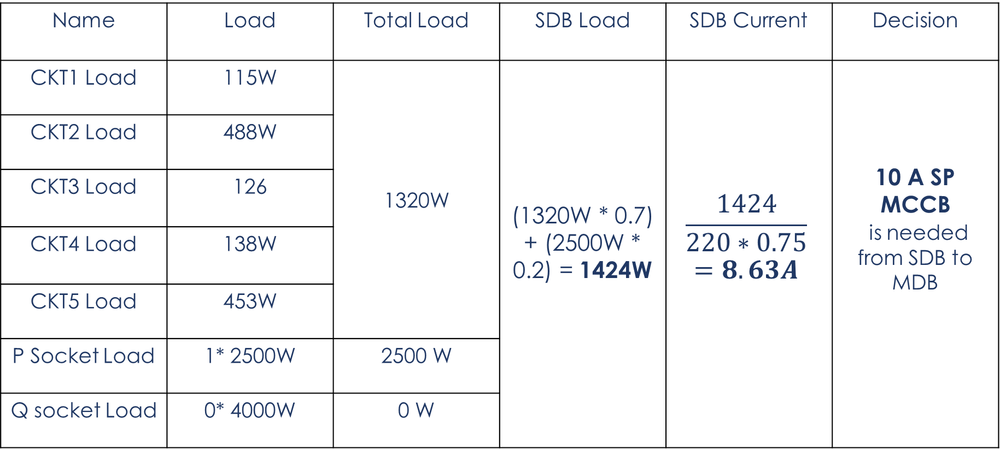 Name
Load
Total Load
SDB Load
SDB Current
Decision
CKT1 Load
115W
1320W
(1320W * 0.7)
+ (2500W *
0.2) = 1424W
1424
220 * 0.75
= 8.63A
10 A SP
MCCB
is needed
from SDB to
MDB
CKT2 Load
488W
CKT3 Load
126
CKT4 Load
138W
CKT5 Load
453W
P Socket Load
1* 2500W
2500 W
Q socket Load
0* 4000W
0 W